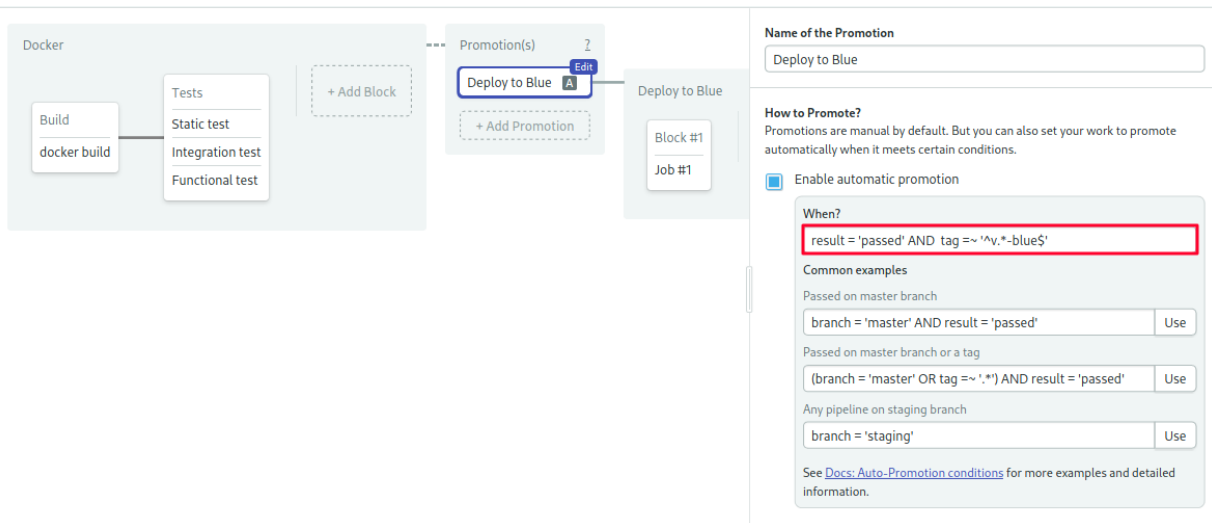 Docker
Build
docker build
Tests
Static test
Integration test
Functional test
+ Add Block
Promotion(s) ?
Edit
Deploy to Blue A
+ Add Promotion
Deploy to Blue
Block #1
Job #1
Name of the Promotion
Deploy to Blue
How to Promote?
Promotions are manual by default. But you can also set your work to promote
automatically when it meets certain conditions.
Enable automatic promotion
When?
result = 'passed' AND  tag =~ '^v.*-blue$'
Common examples
Passed on master branch
branch = 'master' AND result = 'passed' Use
Passed on master branch or a tag
(branch = 'master' OR tag =~ '.*') AND result = 'passed' Use
Any pipeline on staging branch
branch = 'staging' Use
See Docs: Auto-Promotion conditions for more examples and detailed
information.